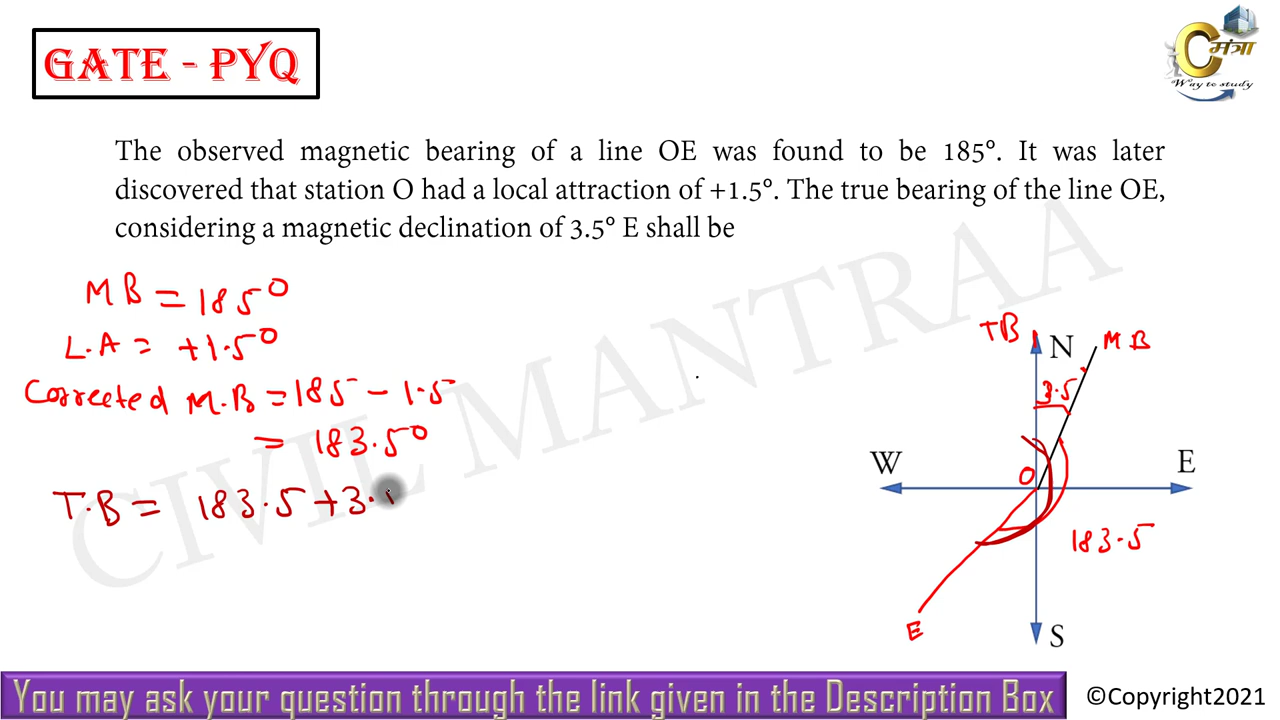 GATE - PYQ
C मंत्रा
Way to study
The observed magnetic bearing of a line OE was found to be 185°. It was later
discovered that station O had a local attraction of +1.5°. The true bearing of the line OE,
considering a magnetic declination of 3.5° E shall be
MB = 185°
L.A = +1.5°
Corrected M.B = 185 - 1.5
= 183.5°
T.B = 183.5 + 3.
TB
N
MB
3.5
W
O
E
183.5
E
S
CIVIL MANTRAA
You may ask your question through the link given in the Description Box
©Copyright2021